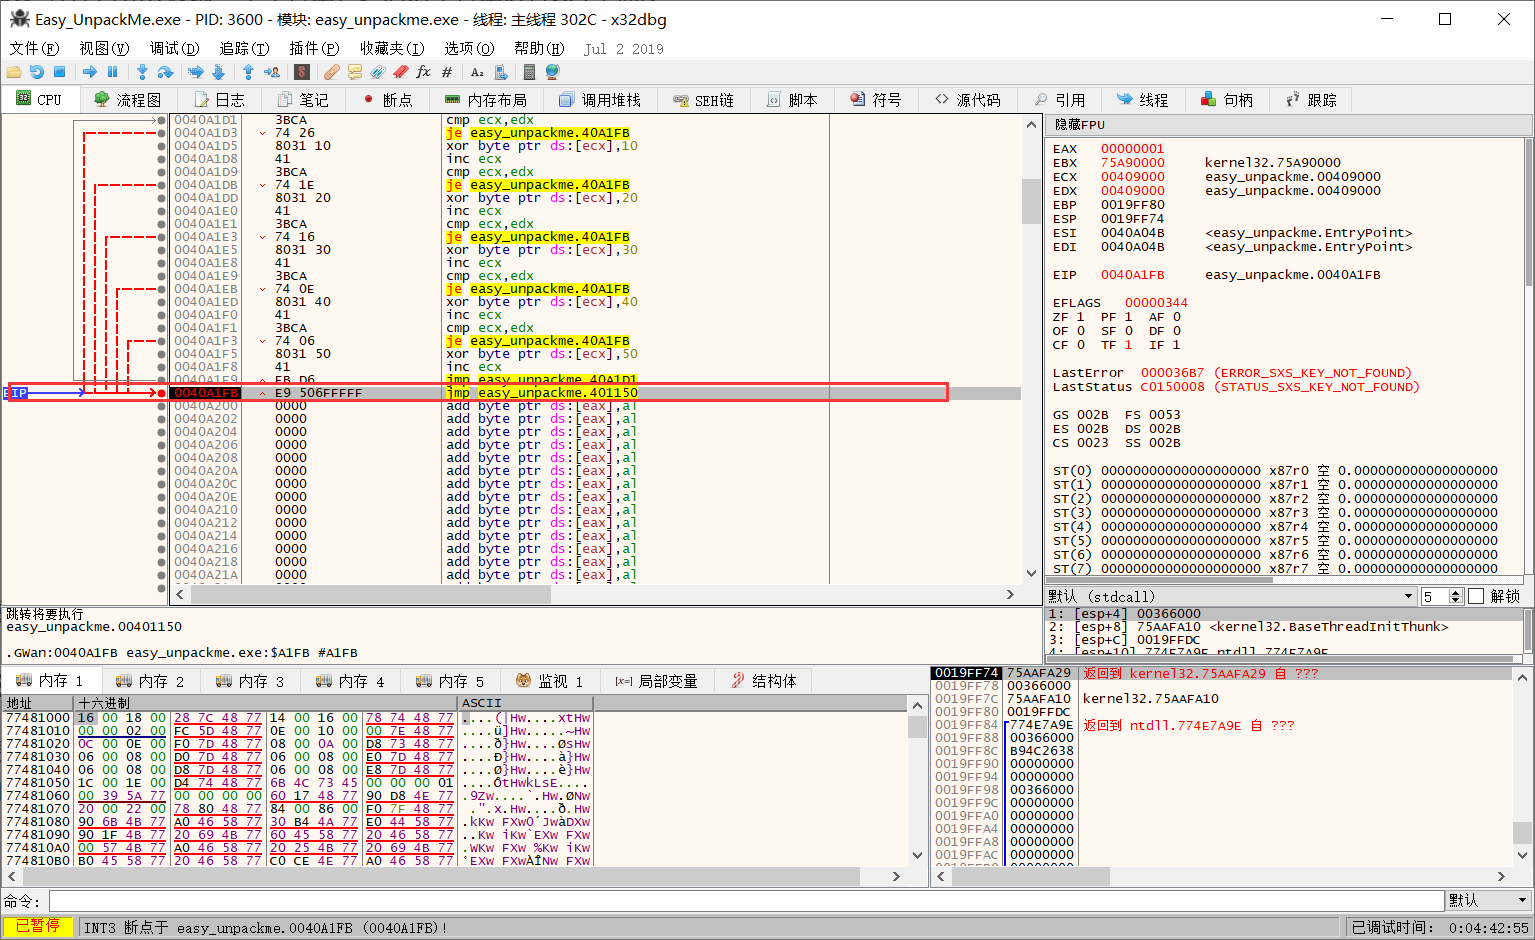 Easy_UnpackMe.exe - PID: 3600 - 模块: easy_unpackme.exe - 线程: 主线程 302C - x32dbg
文件(F) 视图(V) 调试(D) 追踪(T) 插件(P) 收藏夹(I) 选项(O) 帮助(H) Jul 2 2019
CPU 流程图 日志 笔记 断点 内存布局 调用堆栈 SEH链 脚本 符号 源代码 引用 线程 句柄 跟踪
0040A1D1 3BCA cmp ecx,edx
0040A1D3 74 26 je easy_unpackme.40A1FB
0040A1D5 8031 10 xor byte ptr ds:[ecx],10
0040A1D8 41 inc ecx
0040A1D9 3BCA cmp ecx,edx
0040A1DB 74 1E je easy_unpackme.40A1FB
0040A1DD 8031 20 xor byte ptr ds:[ecx],20
0040A1E0 41 inc ecx
0040A1E1 3BCA cmp ecx,edx
0040A1E3 74 16 je easy_unpackme.40A1FB
0040A1E5 8031 30 xor byte ptr ds:[ecx],30
0040A1E8 41 inc ecx
0040A1E9 3BCA cmp ecx,edx
0040A1EB 74 0E je easy_unpackme.40A1FB
0040A1ED 8031 40 xor byte ptr ds:[ecx],40
0040A1F0 41 inc ecx
0040A1F1 3BCA cmp ecx,edx
0040A1F3 74 06 je easy_unpackme.40A1FB
0040A1F5 8031 50 xor byte ptr ds:[ecx],50
0040A1F8 41 inc ecx
0040A1F9 EB D6 jmp easy_unpackme.40A1D1
EIP 0040A1FB E9 506FFFFF jmp easy_unpackme.401150
0040A200 0000 add byte ptr ds:[eax],al
0040A202 0000 add byte ptr ds:[eax],al
0040A204 0000 add byte ptr ds:[eax],al
0040A206 0000 add byte ptr ds:[eax],al
0040A208 0000 add byte ptr ds:[eax],al
0040A20A 0000 add byte ptr ds:[eax],al
0040A20C 0000 add byte ptr ds:[eax],al
0040A20E 0000 add byte ptr ds:[eax],al
0040A210 0000 add byte ptr ds:[eax],al
0040A212 0000 add byte ptr ds:[eax],al
0040A214 0000 add byte ptr ds:[eax],al
0040A216 0000 add byte ptr ds:[eax],al
0040A218 0000 add byte ptr ds:[eax],al
0040A21A 0000 add byte ptr ds:[eax],al
隐藏FPU
EAX 00000001
EBX 75A90000 kernel32.75A90000
ECX 00409000 easy_unpackme.00409000
EDX 00409000 easy_unpackme.00409000
EBP 0019FF80
ESP 0019FF74
ESI 0040A04B <easy_unpackme.EntryPoint>
EDI 0040A04B <easy_unpackme.EntryPoint>
EIP 0040A1FB easy_unpackme.0040A1FB
EFLAGS 00000344
ZF 1 PF 1 AF 0
OF 0 SF 0 DF 0
CF 0 TF 1 IF 1
LastError 000036B7 (ERROR_SXS_KEY_NOT_FOUND)
LastStatus C0150008 (STATUS_SXS_KEY_NOT_FOUND)
GS 002B FS 0053
ES 002B DS 002B
CS 0023 SS 002B
ST(0) 00000000000000000000 x87r0 空 0.000000000000000000
ST(1) 00000000000000000000 x87r1 空 0.000000000000000000
ST(2) 00000000000000000000 x87r2 空 0.000000000000000000
ST(3) 00000000000000000000 x87r3 空 0.000000000000000000
ST(4) 00000000000000000000 x87r4 空 0.000000000000000000
ST(5) 00000000000000000000 x87r5 空 0.000000000000000000
ST(6) 00000000000000000000 x87r6 空 0.000000000000000000
ST(7) 00000000000000000000 x87r7 空 0.000000000000000000
默认 (stdcall) 5 解锁
1: [esp+4] 00366000
2: [esp+8] 75AAFA10 <kernel32.BaseThreadInitThunk>
3: [esp+C] 0019FFDC
4: [esp+10] 774E7A9E ntdll.774E7A9E
跳转将要执行
easy_unpackme.00401150
.GWan:0040A1FB easy_unpackme.exe:$A1FB #A1FB
内存 1 内存 2 内存 3 内存 4 内存 5 监视 1 [x=] 局部变量 结构体
地址 十六进制 ASCII
77481000 16 00 18 00 28 7C 48 77 14 00 16 00 78 74 48 77 ....(|Hw....xtHw
77481010 00 00 02 00 FC 5D 48 77 0E 00 10 00 00 7E 48 77 ....ü]Hw.....~Hw
77481020 0C 00 0E 00 F0 7D 48 77 08 00 0A 00 D8 73 48 77 ....ð}Hw....ØsHw
77481030 06 00 08 00 D0 7D 48 77 06 00 08 00 E0 7D 48 77 ....Ð}Hw....à}Hw
77481040 06 00 08 00 D8 7D 48 77 06 00 08 00 E8 7D 48 77 ....Ø}Hw....è}Hw
77481050 1C 00 1E 00 D4 74 48 77 6B 4C 73 45 00 00 00 01 ....ÔtHwkLsE....
77481060 00 39 5A 77 00 00 00 00 60 17 48 77 90 D8 4E 77 .9Zw....`.Hw.ØNw
77481070 20 00 22 00 78 80 48 77 84 00 86 00 F0 7F 48 77  .".x.Hw....ð.Hw
77481080 90 6B 4B 77 A0 46 58 77 30 B4 4A 77 E0 44 58 77 .kKw FXw0´JwàDXw
77481090 90 1F 4B 77 20 69 4B 77 60 45 58 77 20 46 58 77 ..Kw iKw`EXw FXw
774810A0 00 57 4B 77 A0 46 58 77 20 25 4B 77 20 69 4B 77 .WKw FXw %Kw iKw
774810B0 B0 45 58 77 20 46 58 77 C0 CE 4E 77 A0 46 58 77 °EXw FXwÀÎNw FXw
0019FF74 75AAFA29 返回到 kernel32.75AAFA29 自 ???
0019FF78 00366000
0019FF7C 75AAFA10 kernel32.75AAFA10
0019FF80 0019FFDC
0019FF84 774E7A9E 返回到 ntdll.774E7A9E 自 ???
0019FF88 00366000
0019FF8C B94C2638
0019FF90 00000000
0019FF94 00000000
0019FF98 00366000
0019FF9C 00000000
0019FFA0 00000000
0019FFA4 00000000
0019FFA8 00000000
0019FFAC 00000000
命令: 默认
已暂停 INT3 断点于 easy_unpackme.0040A1FB (0040A1FB)! 已调试时间: 0:04:42:55